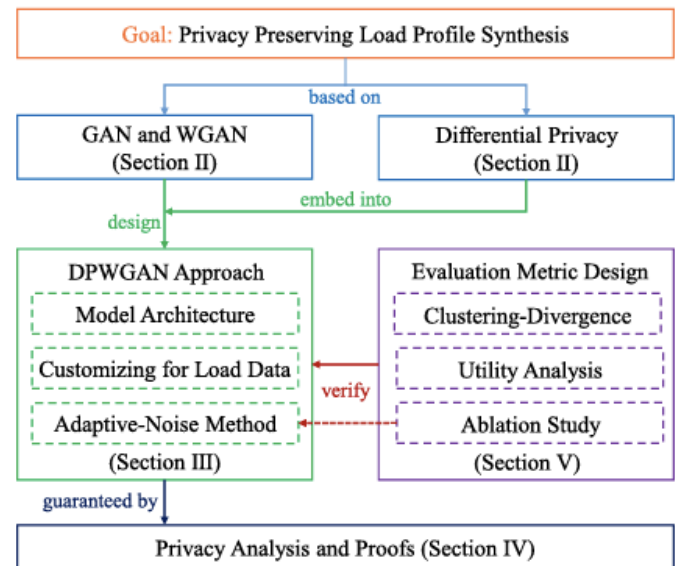 Goal: Privacy Preserving Load Profile Synthesis
based on
GAN and WGAN
(Section II)
Differential Privacy
(Section II)
embed into
design
DPWGAN Approach
Model Architecture
Customizing for Load Data
Adaptive-Noise Method
(Section III)
Evaluation Metric Design
Clustering-Divergence
Utility Analysis
Ablation Study
(Section V)
verify
guaranteed by
Privacy Analysis and Proofs (Section IV)